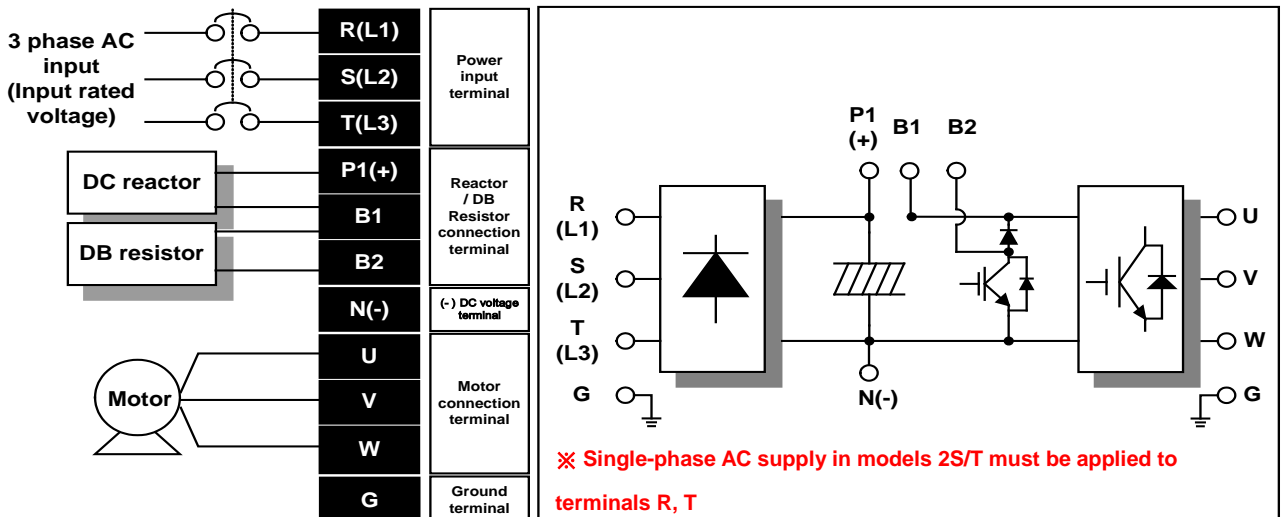 3 phase AC
input
(Input rated
voltage)
R(L1)
S(L2)
T(L3)
Power
input
terminal
DC reactor
DB resistor
P1(+)
B1
B2
Reactor
/ DB
Resistor
connection
terminal
N(-)
(-) DC voltage
terminal
Motor
U
V
W
Motor
connection
terminal
G
Ground
terminal
P1
(+)
B1
B2
R
(L1)
S
(L2)
T
(L3)
G
N(-)
U
V
W
G
※ Single-phase AC supply in models 2S/T must be applied to
terminals R, T